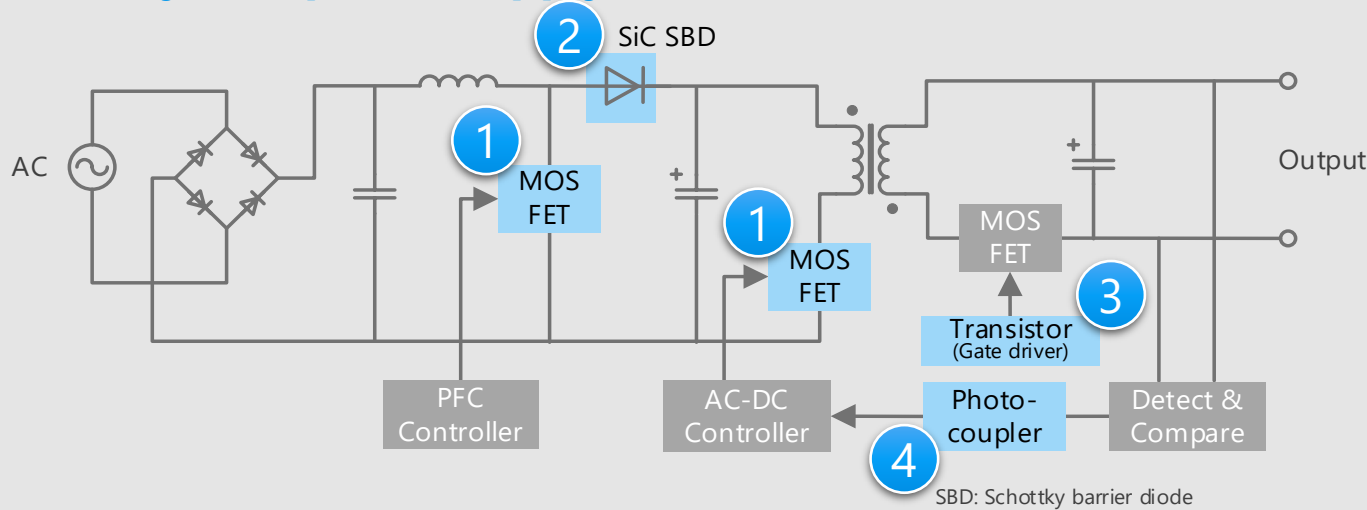 2
SiC SBD
1
AC
MOS
FET
+
1
MOS
FET
+
Output
MOS
FET
3
Transistor
(Gate driver)
PFC
Controller
AC-DC
Controller
4
Photo-
coupler
Detect &
Compare
SBD: Schottky barrier diode